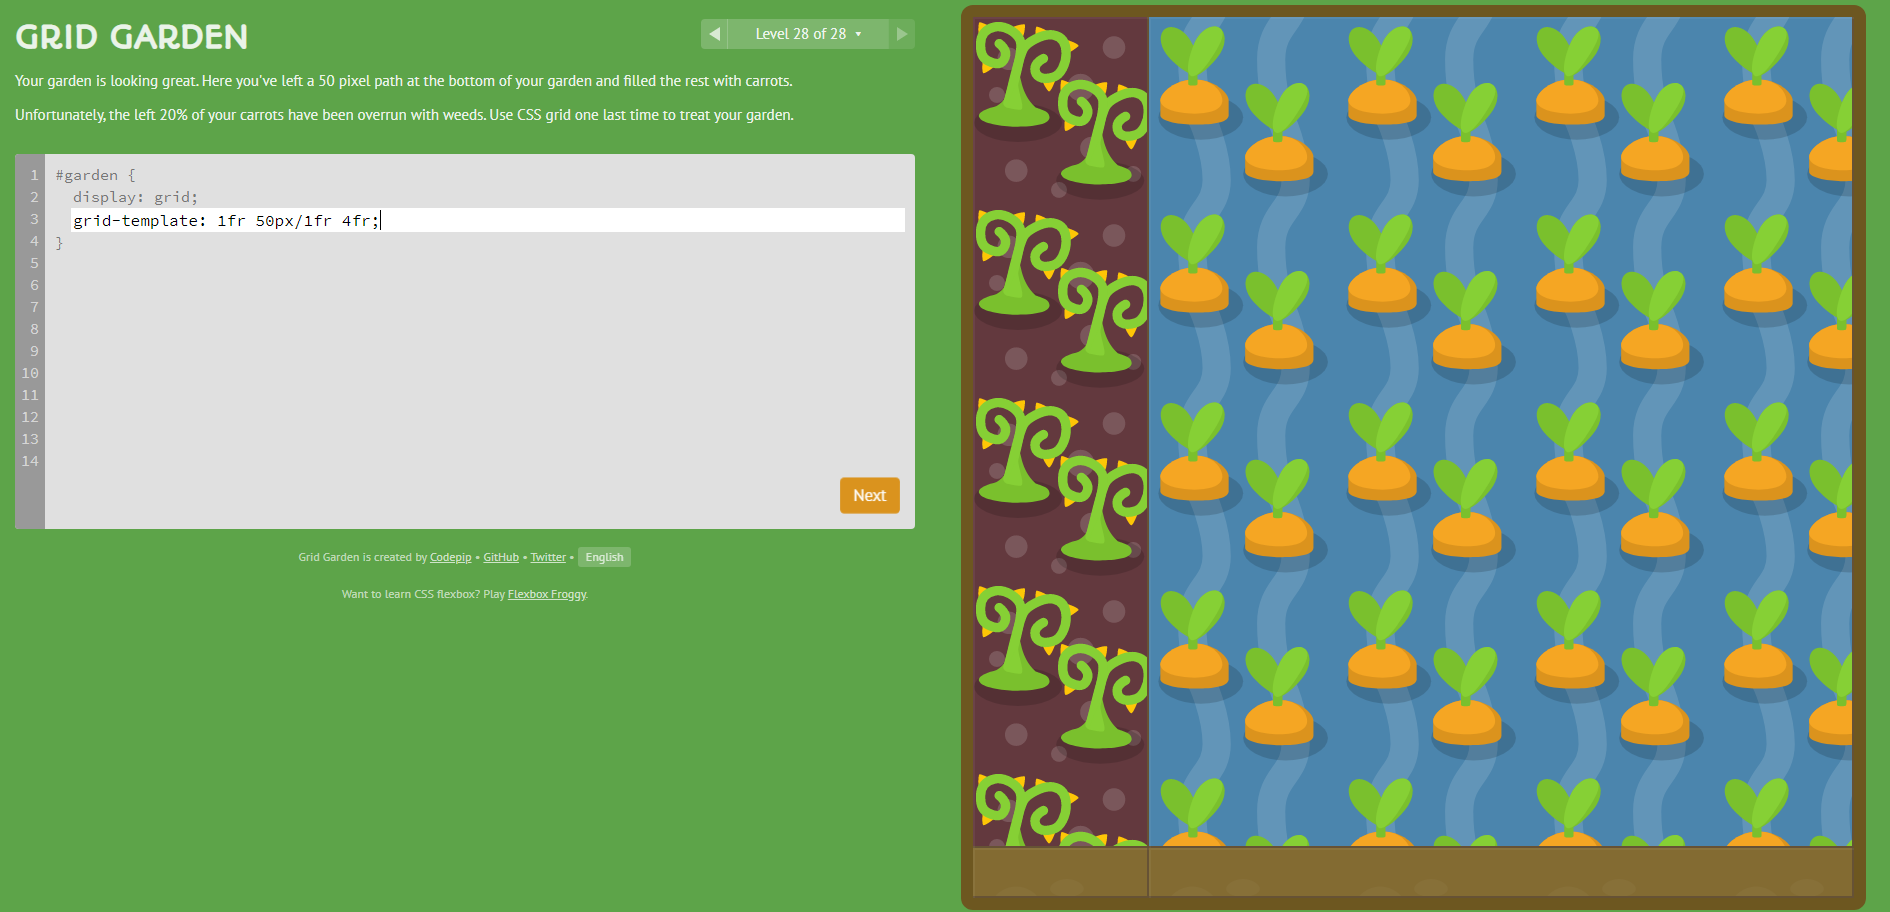 GRID GARDEN
Level 28 of 28
Your garden is looking great. Here you've left a 50 pixel path at the bottom of your garden and filled the rest with carrots.
Unfortunately, the left 20% of your carrots have been overrun with weeds. Use CSS grid one last time to treat your garden.
1 #garden {
2 display: grid;
3 grid-template: 1fr 50px/1fr 4fr;
4 }
5
6
7
8
9
10
11
12
13
14
Next
Grid Garden is created by Codepip • GitHub • Twitter • English
Want to learn CSS flexbox? Play Flexbox Froggy.